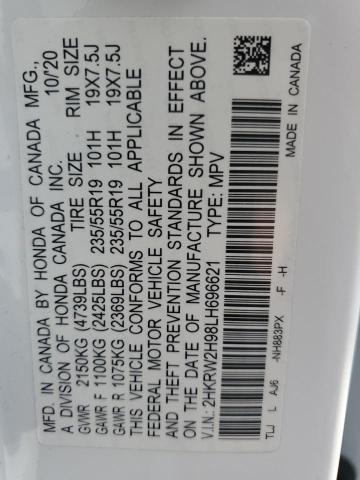 MFD. IN CANADA BY HONDA OF CANADA MFG.,
A DIVISION OF HONDA CANADA INC. 10/'20
GVWR 2150KG (4739LBS) TIRE SIZE RIM SIZE
GAWR F 1100KG (2425LBS) 235/55R19 101H 19X7.5J
GAWR R 1075KG (2369LBS) 235/55R19 101H 19X7.5J
THIS VEHICLE CONFORMS TO ALL APPLICABLE
FEDERAL MOTOR VEHICLE SAFETY
AND THEFT PREVENTION STANDARDS IN EFFECT
ON THE DATE OF MANUFACTURE SHOWN ABOVE.
V.I.N.: 2HKRW2H98LH696621 TYPE: MPV
-NH883PX -F -H MADE IN CANADA
TLJ L AJ6